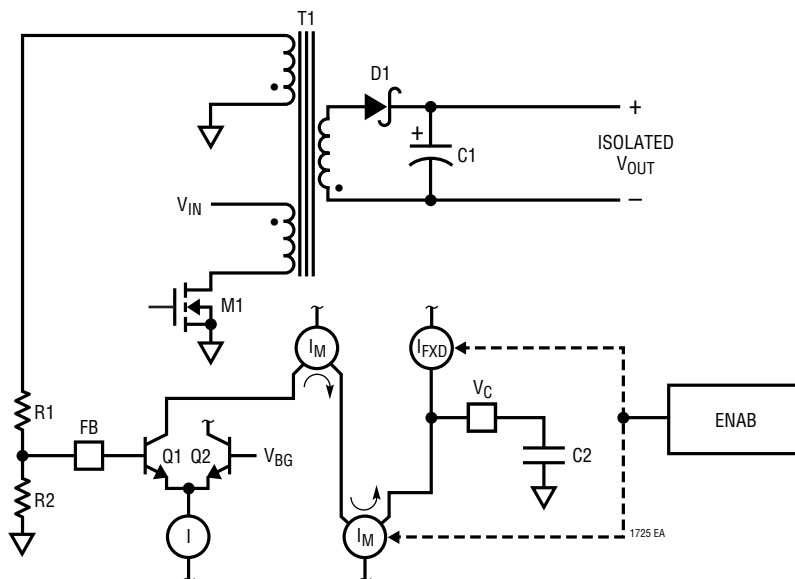 T1
D1
+
+
C1
ISOLATED
VOUT
−
VIN
M1
IM
IFXD
R1
FB
VC
ENAB
Q1
Q2
VBG
C2
R2
I
IM
1725 EA